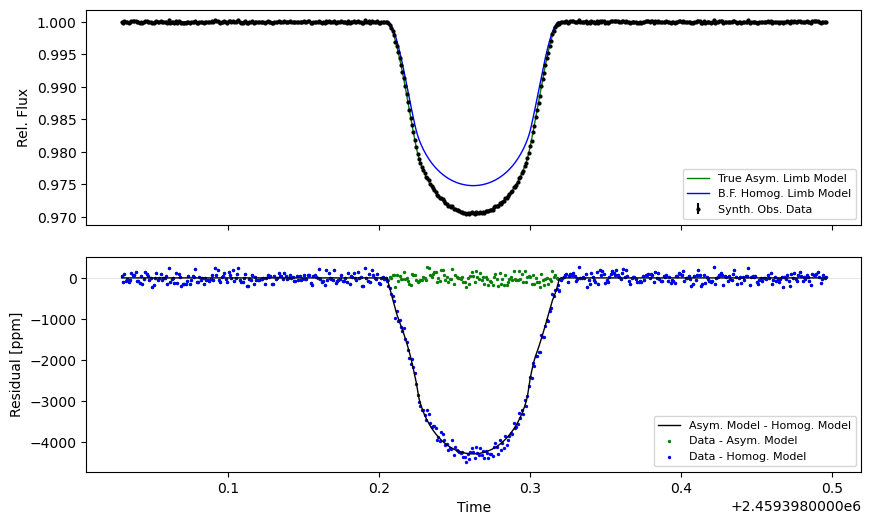 1.000
0.995
0.990
0.985
0.980
0.975
0.970
Rel. Flux
True Asym. Limb Model
B.F. Homog. Limb Model
Synth. Obs. Data
0
−1000
−2000
−3000
−4000
Residual [ppm]
Asym. Model - Homog. Model
Data - Asym. Model
Data - Homog. Model
0.1
0.2
0.3
0.4
0.5
Time
+2.4593980000e6